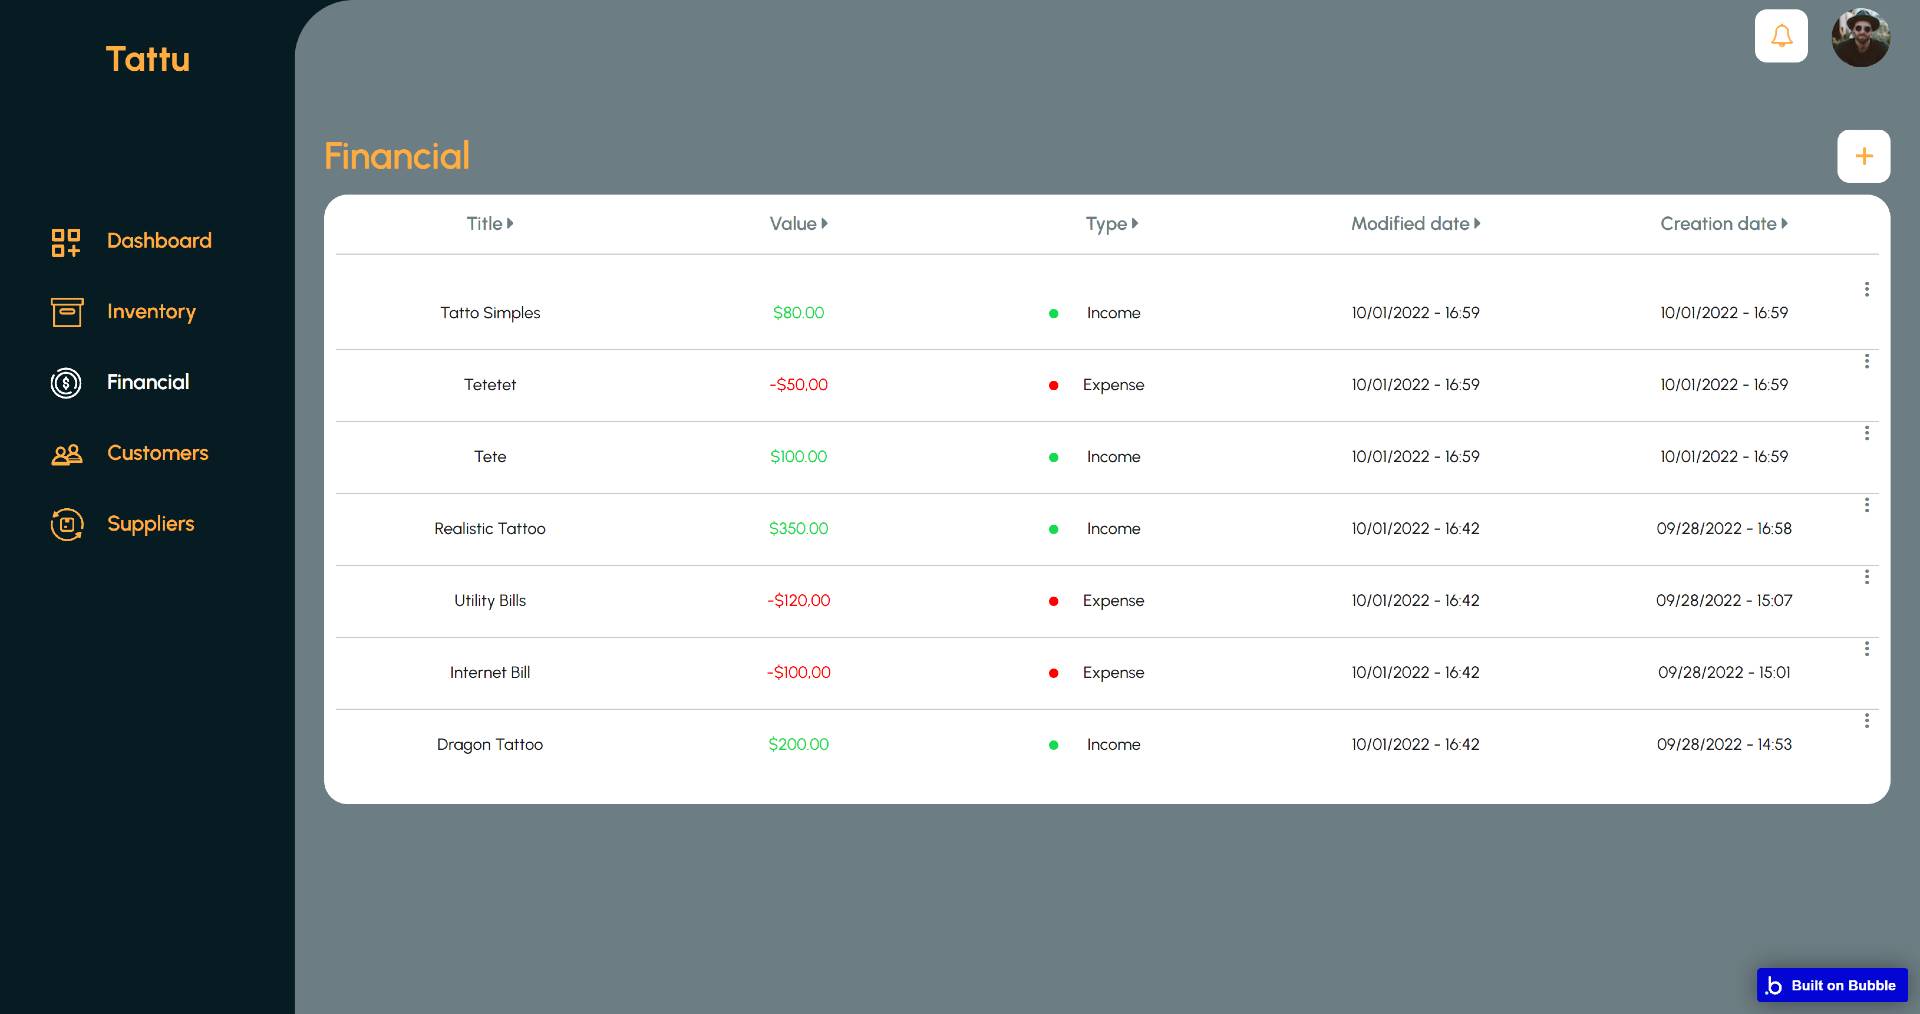 Tattu
Financial
Dashboard
Inventory
Financial
Customers
Suppliers
Title Value Type Modified date Creation date
Tatto Simples $80.00 Income 10/01/2022 - 16:59 10/01/2022 - 16:59
Tetetet -$50,00 Expense 10/01/2022 - 16:59 10/01/2022 - 16:59
Tete $100.00 Income 10/01/2022 - 16:59 10/01/2022 - 16:59
Realistic Tattoo $350.00 Income 10/01/2022 - 16:42 09/28/2022 - 16:58
Utility Bills -$120,00 Expense 10/01/2022 - 16:42 09/28/2022 - 15:07
Internet Bill -$100,00 Expense 10/01/2022 - 16:42 09/28/2022 - 15:01
Dragon Tattoo $200.00 Income 10/01/2022 - 16:42 09/28/2022 - 14:53
Built on Bubble